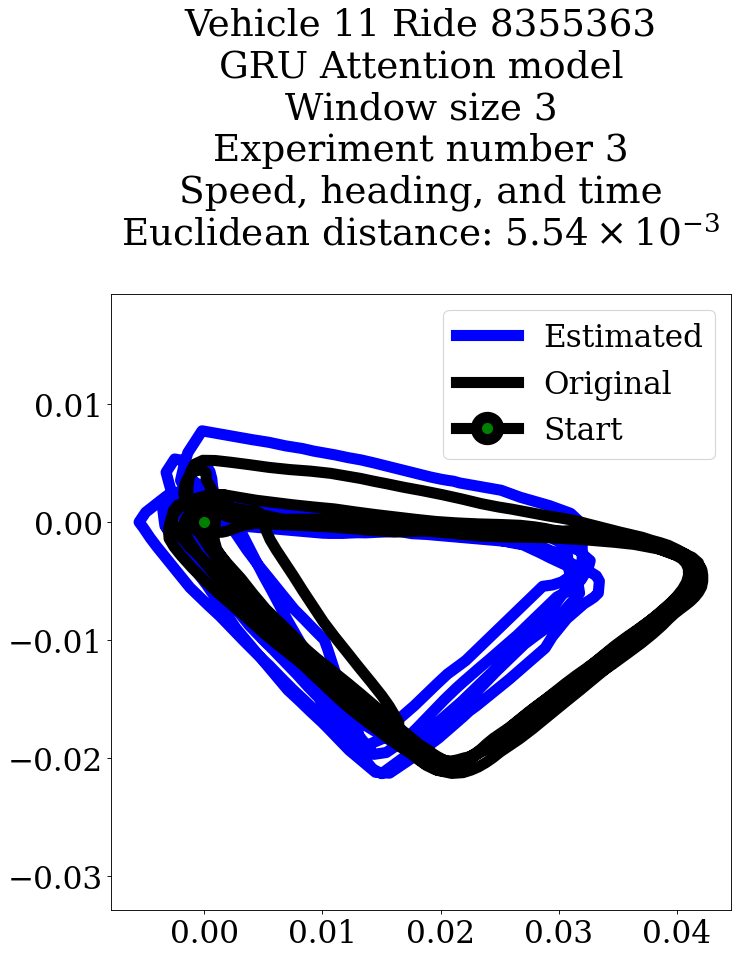 Vehicle 11 Ride 8355363
GRU Attention model
Window size 3
Experiment number 3
Speed, heading, and time
Euclidean distance: 5.54 × 10⁻³
Estimated
Original
Start
0.01
0.00
−0.01
−0.02
−0.03
0.00 0.01 0.02 0.03 0.04